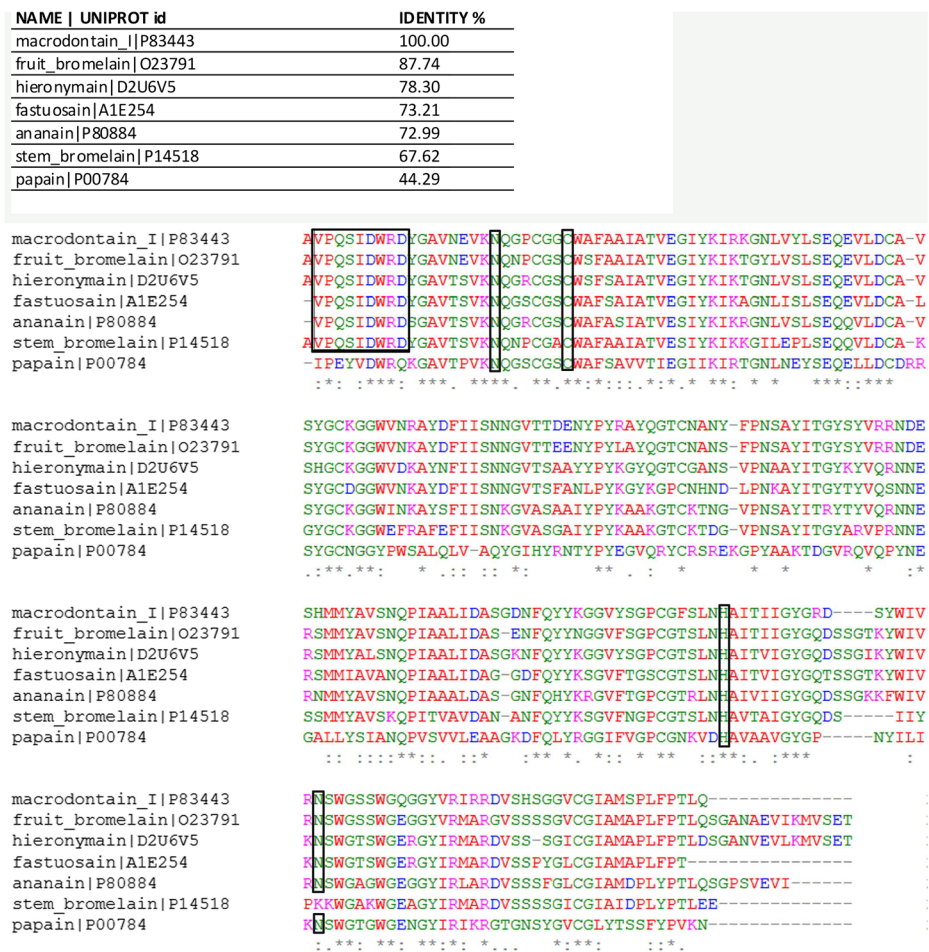 NAME | UNIPROT id IDENTITY %
macrodontain_I|P83443 100.00
fruit_bromelain|O23791 87.74
hieronymain|D2U6V5 78.30
fastuosain|A1E254 73.21
ananain|P80884 72.99
stem_bromelain|P14518 67.62
papain|P00784 44.29
macrodontain_I|P83443 AVPQSIDWRDYGAVNEVKNQGPCGGCWAFAAIATVEGIYKIRKGNLVYLSEQEVLDCA-V
fruit_bromelain|O23791 AVPQSIDWRDYGAVNEVKNQNPCGSCWSFAAIATVEGIYKIKTGYLVSLSEQEVLDCA-V
hieronymain|D2U6V5 AVPQSIDWRDYGAVTSVKNQGRCGSCWSFSAIATVEGIYKIKTGYLVSLSEQEVLDCA-V
fastuosain|A1E254 -VPQSIDWRDYGAVTSVKNQGSCGSCWAFAAIATVEGIYKIKAGNLISLSEQEVLDCA-L
ananain|P80884 -VPQSIDWRDSGAVTSVKNQGRCGSCWAFASIATVESIYKIKRGNLVSLSEQQVLDCA-V
stem_bromelain|P14518 AVPQSIDWRDYGAVTSVKNQNPCGACWAFAAIATVESIYKIKKGILEPLSEQQVLDCA-K
papain|P00784 -IPEYVDWRQKGAVTPVKNQGSCGSCWAFSAVVTIEGIIKIRTGNLNEYSEQELLDCDRR
:*: :***: ***. ****. **.**:*::.*:*.* **: * * ***::***
macrodontain_I|P83443 SYGCKGGWVNRAYDFIISNNGVTTDENYPYRAYQGTCNANY-FPNSAYITGYSYVRRNDE
fruit_bromelain|O23791 SYGCKGGWVNKAYDFIISNNGVTTEENYPYLAYQGTCNANS-FPNSAYITGYSYVRRNDE
hieronymain|D2U6V5 SHGCKGGWVDKAYNFIISNNGVTSAAYYPYKGYQGTCGANS-VPNAAYITGYKYVQRNNE
fastuosain|A1E254 SYGCDGGWVNKAYDFIISNNGVTSFANLPYKGYKGPCNHND-LPNKAYITGYTYVQSNNE
ananain|P80884 SYGCKGGWINKAYSFIISNKGVASAAIYPYKAAKGTCKTNG-VPNSAYITRYTYVQRNNE
stem_bromelain|P14518 GYGCKGGWEFRAFEFIISNKGVASGAIYPYKAAKGTCKTDG-VPNSAYITGYARVPRNNE
papain|P00784 SYGCNGGYPWSALQLV-AQYGIHYRNTYPYEGVQRYCRSREKGPYAAKTDGVRQVQPYNE
.:**.**: * .:: :: *: ** . : * * * * :*
macrodontain_I|P83443 SHMMYAVSNQPIAALIDASGDNFQYYKGGVYSGPCGFSLNHAITIIGYGRD----SYWIV
fruit_bromelain|O23791 RSMMYAVSNQPIAALIDAS-ENFQYYNGGVFSGPCGTSLNHAITIIGYGQDSSGTKYWIV
hieronymain|D2U6V5 RSMMYALSNQPIAALIDASGKNFQYYKGGVFSGPCGTSLNHAITVIGYGQDSSGIKYWIV
fastuosain|A1E254 RSMMIAVANQPIAALIDAG-GDFQYYKSGVFTGSCGTSLNHAITVIGYGQTSSGTKYWIV
ananain|P80884 RNMMYAVSNQPIAAALDAS-GNFQHYKRGVFTGPCGTRLNHAIVIIGYGQDSSGKKFWIV
stem_bromelain|P14518 SSMMYAVSKQPITVAVDAN-ANFQYYKSGVFNGPCGTSLNHAVTAIGYGQDS-----IIY
papain|P00784 GALLYSIANQPVSVVLEAAGKDFQLYRGGIFVGPCGNKVDHAVAAVGYGP-----NYILI
:: ::::**::. ::* :** *. *:: *.** ::**:. :*** :
macrodontain_I|P83443 RNSWGSSWGQGGYVRIRRDVSHSGGVCGIAMSPLFPTLQ---------------
fruit_bromelain|O23791 RNSWGSSWGEGGYVRMARGVSSSSGVCGIAMAPLFPTLQSGANAEVIKMVSET
hieronymain|D2U6V5 KNSWGTSWGERGYIRMARDVSS-SGICGIAMAPLFPTLDSGANVEVLKMVSET
fastuosain|A1E254 KNSWGTSWGERGYIRMARDVSSPYGLCGIAMAPLFPT-----------------
ananain|P80884 RNSWGAGWGEGGYIRLARDVSSSFGLCGIAMDPLYPTLQSGPSVEVI------
stem_bromelain|P14518 PKKWGAKWGEAGYIRMARDVSSSSGICGIAIDPLYPTLEE--------------
papain|P00784 KNSWGTGWGENGYIRIKRGTGNSYGVCGLYTSSFYPVKN---------------
:.**: **: **:*: *... *:**: .::*.